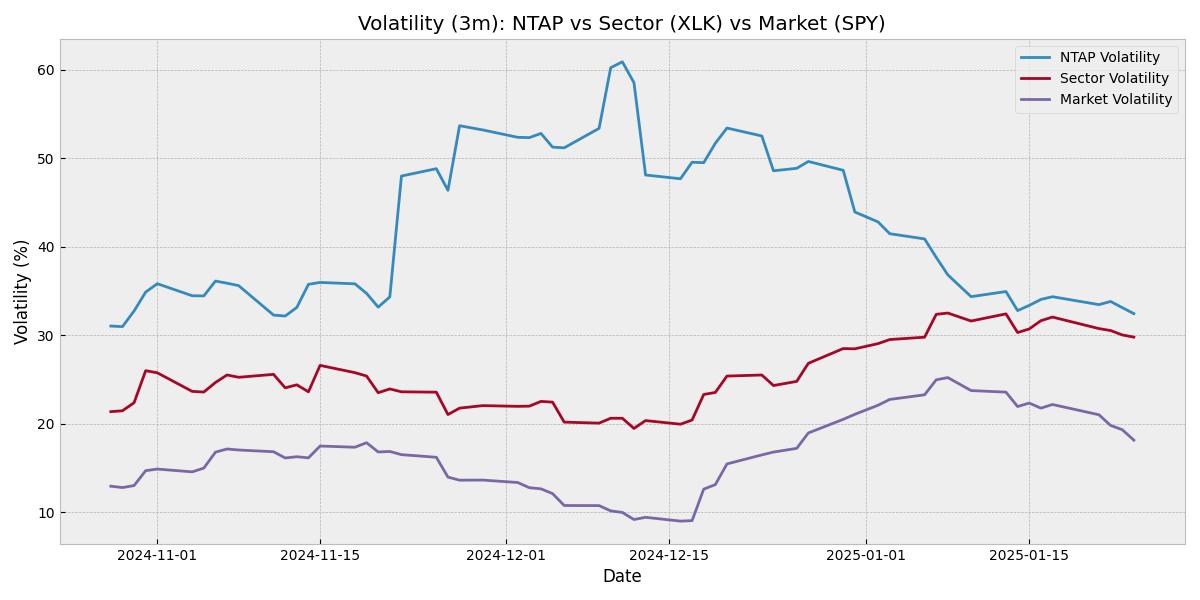 Volatility (3m): NTAP vs Sector (XLK) vs Market (SPY)
NTAP Volatility
Sector Volatility
Market Volatility
Volatility (%)
60
50
40
30
20
10
2024-11-01
2024-11-15
2024-12-01
2024-12-15
2025-01-01
2025-01-15
Date